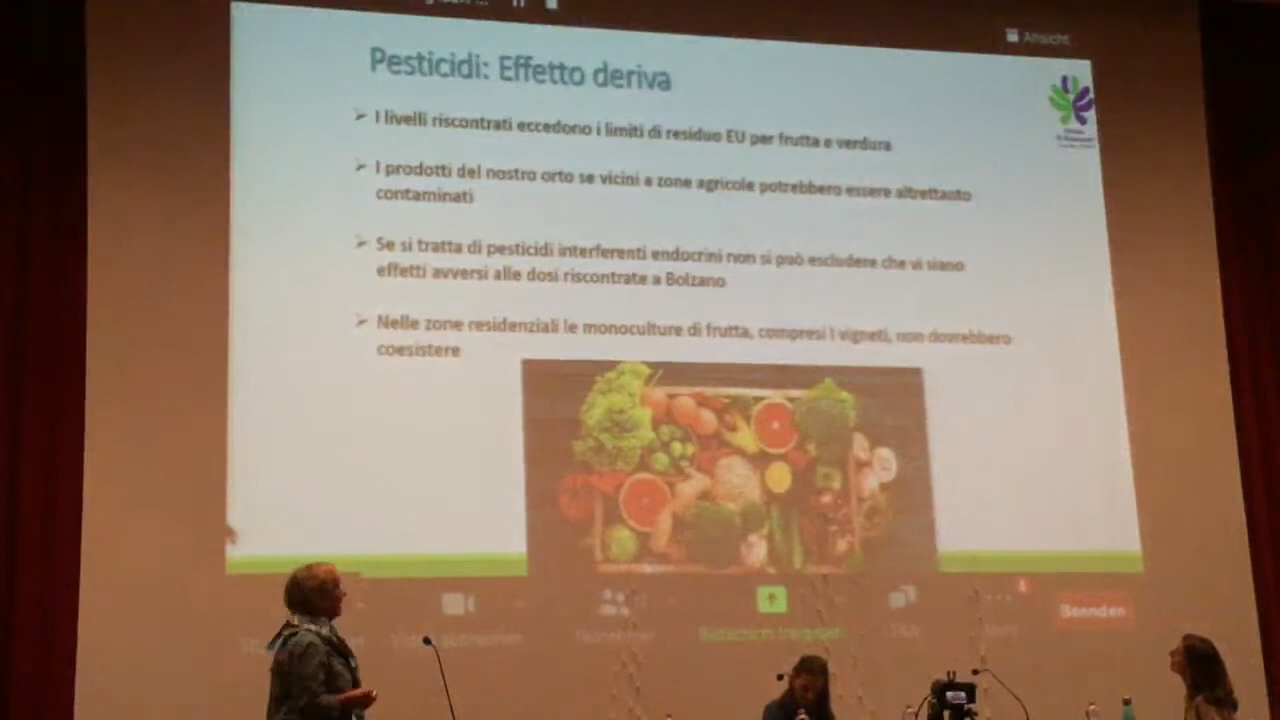 Ansicht
Pesticidi: Effetto deriva
I livelli riscontrati eccedono i limiti di residuo EU per frutta e verdura
I prodotti del nostro orto se vicini a zone agricole potrebbero essere altrettanto
contaminati
Se si tratta di pesticidi interferenti endocrini non si può escludere che vi siano
effetti avversi alle dosi riscontrate a Bolzano
Nelle zone residenziali le monoculture di frutta, compresi I vigneti, non dovrebbero
coesistere
Beenden